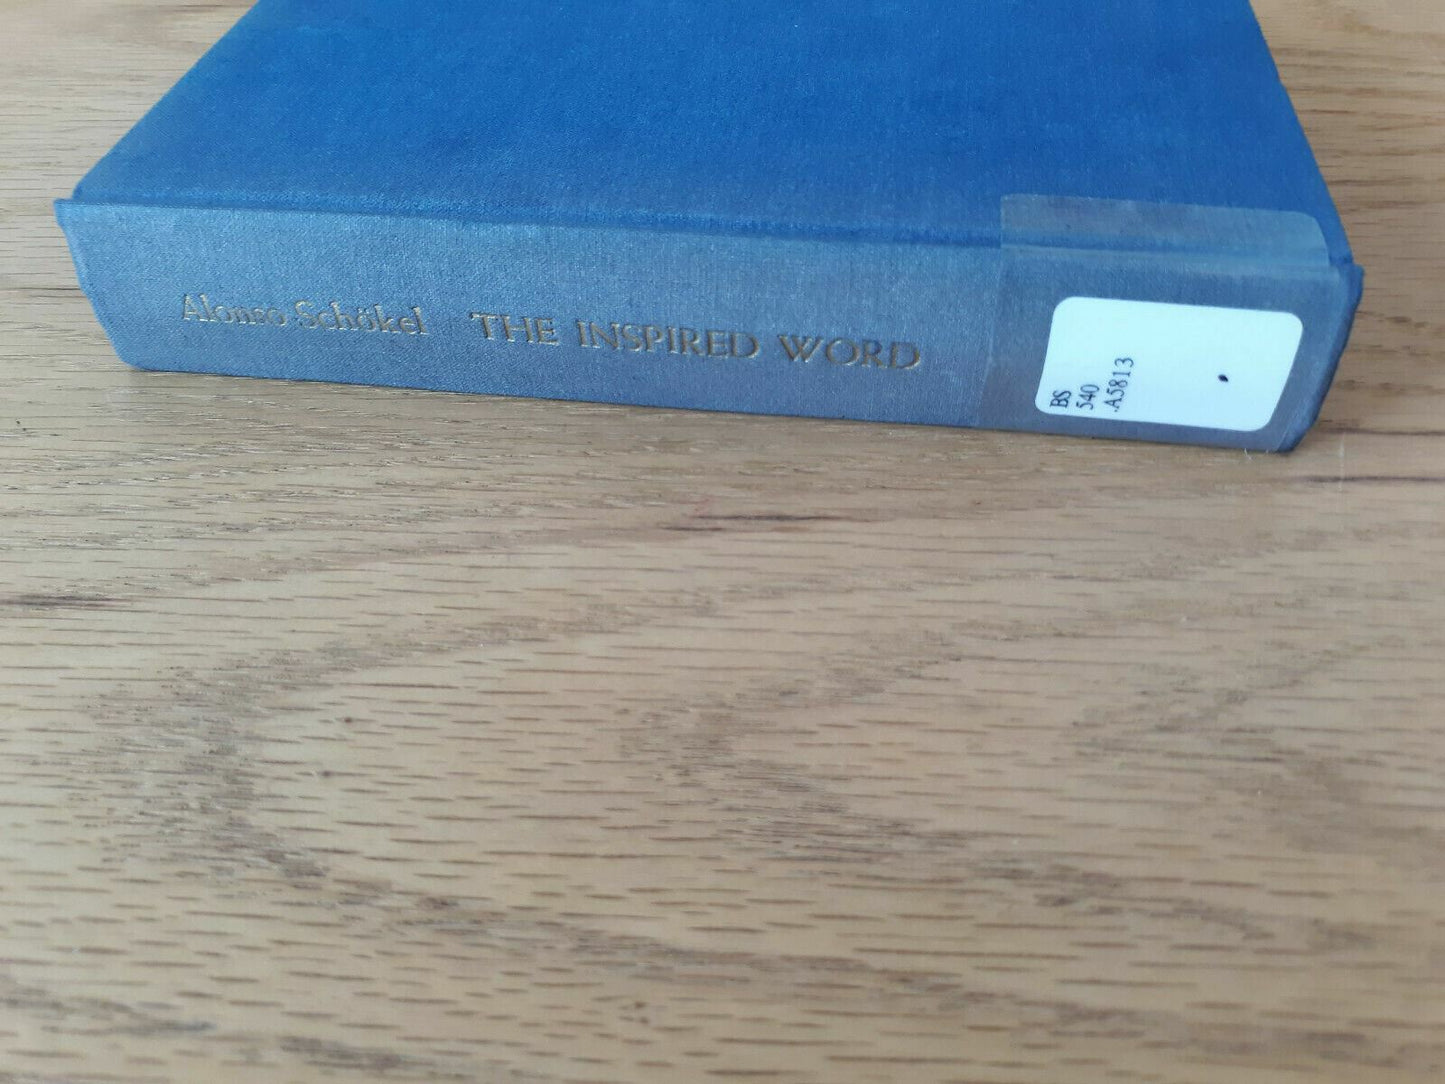 Alonso Schökel THE INSPIRED WORD
BS
540
.A5813